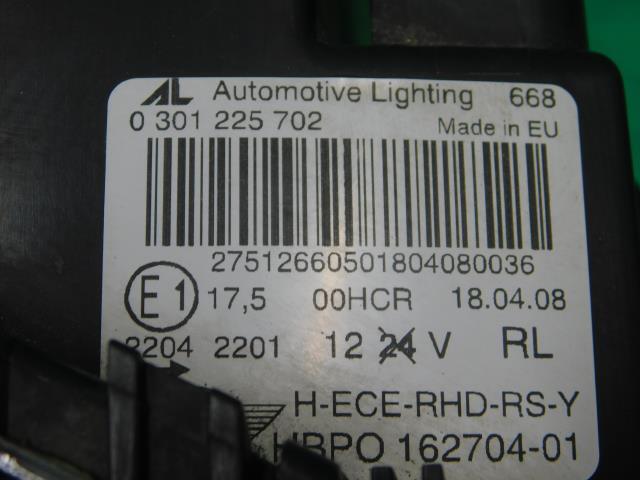 AL Automotive Lighting 668
0 301 225 702 Made in EU
27512660501804080036
E1 17,5 00HCR 18.04.08
2204 2201 12 24 V RL
H-ECE-RHD-RS-Y
HBPO 162704-01